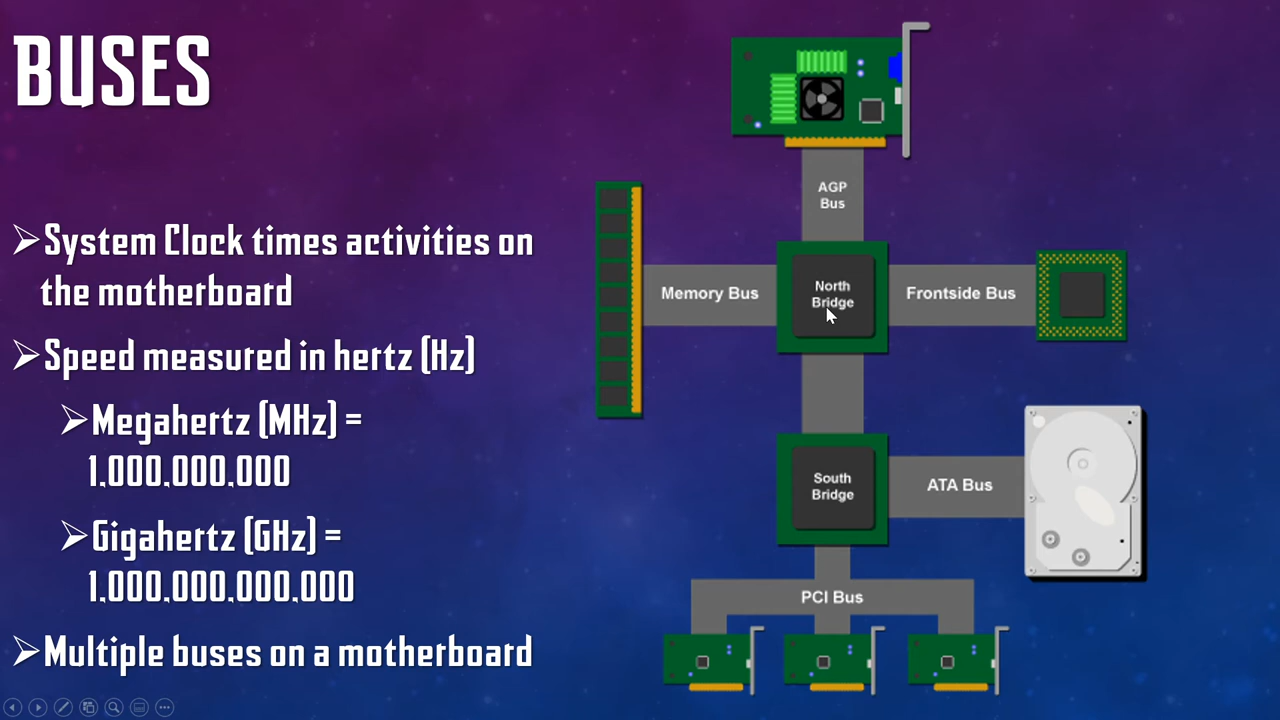 BUSES
System Clock times activities on
the motherboard
Speed measured in hertz (Hz)
Megahertz (MHz) =
1,000,000,000
Gigahertz (GHz) =
1,000,000,000,000
Multiple buses on a motherboard
AGP
Bus
Memory Bus
North
Bridge
Frontside Bus
South
Bridge
ATA Bus
PCI Bus